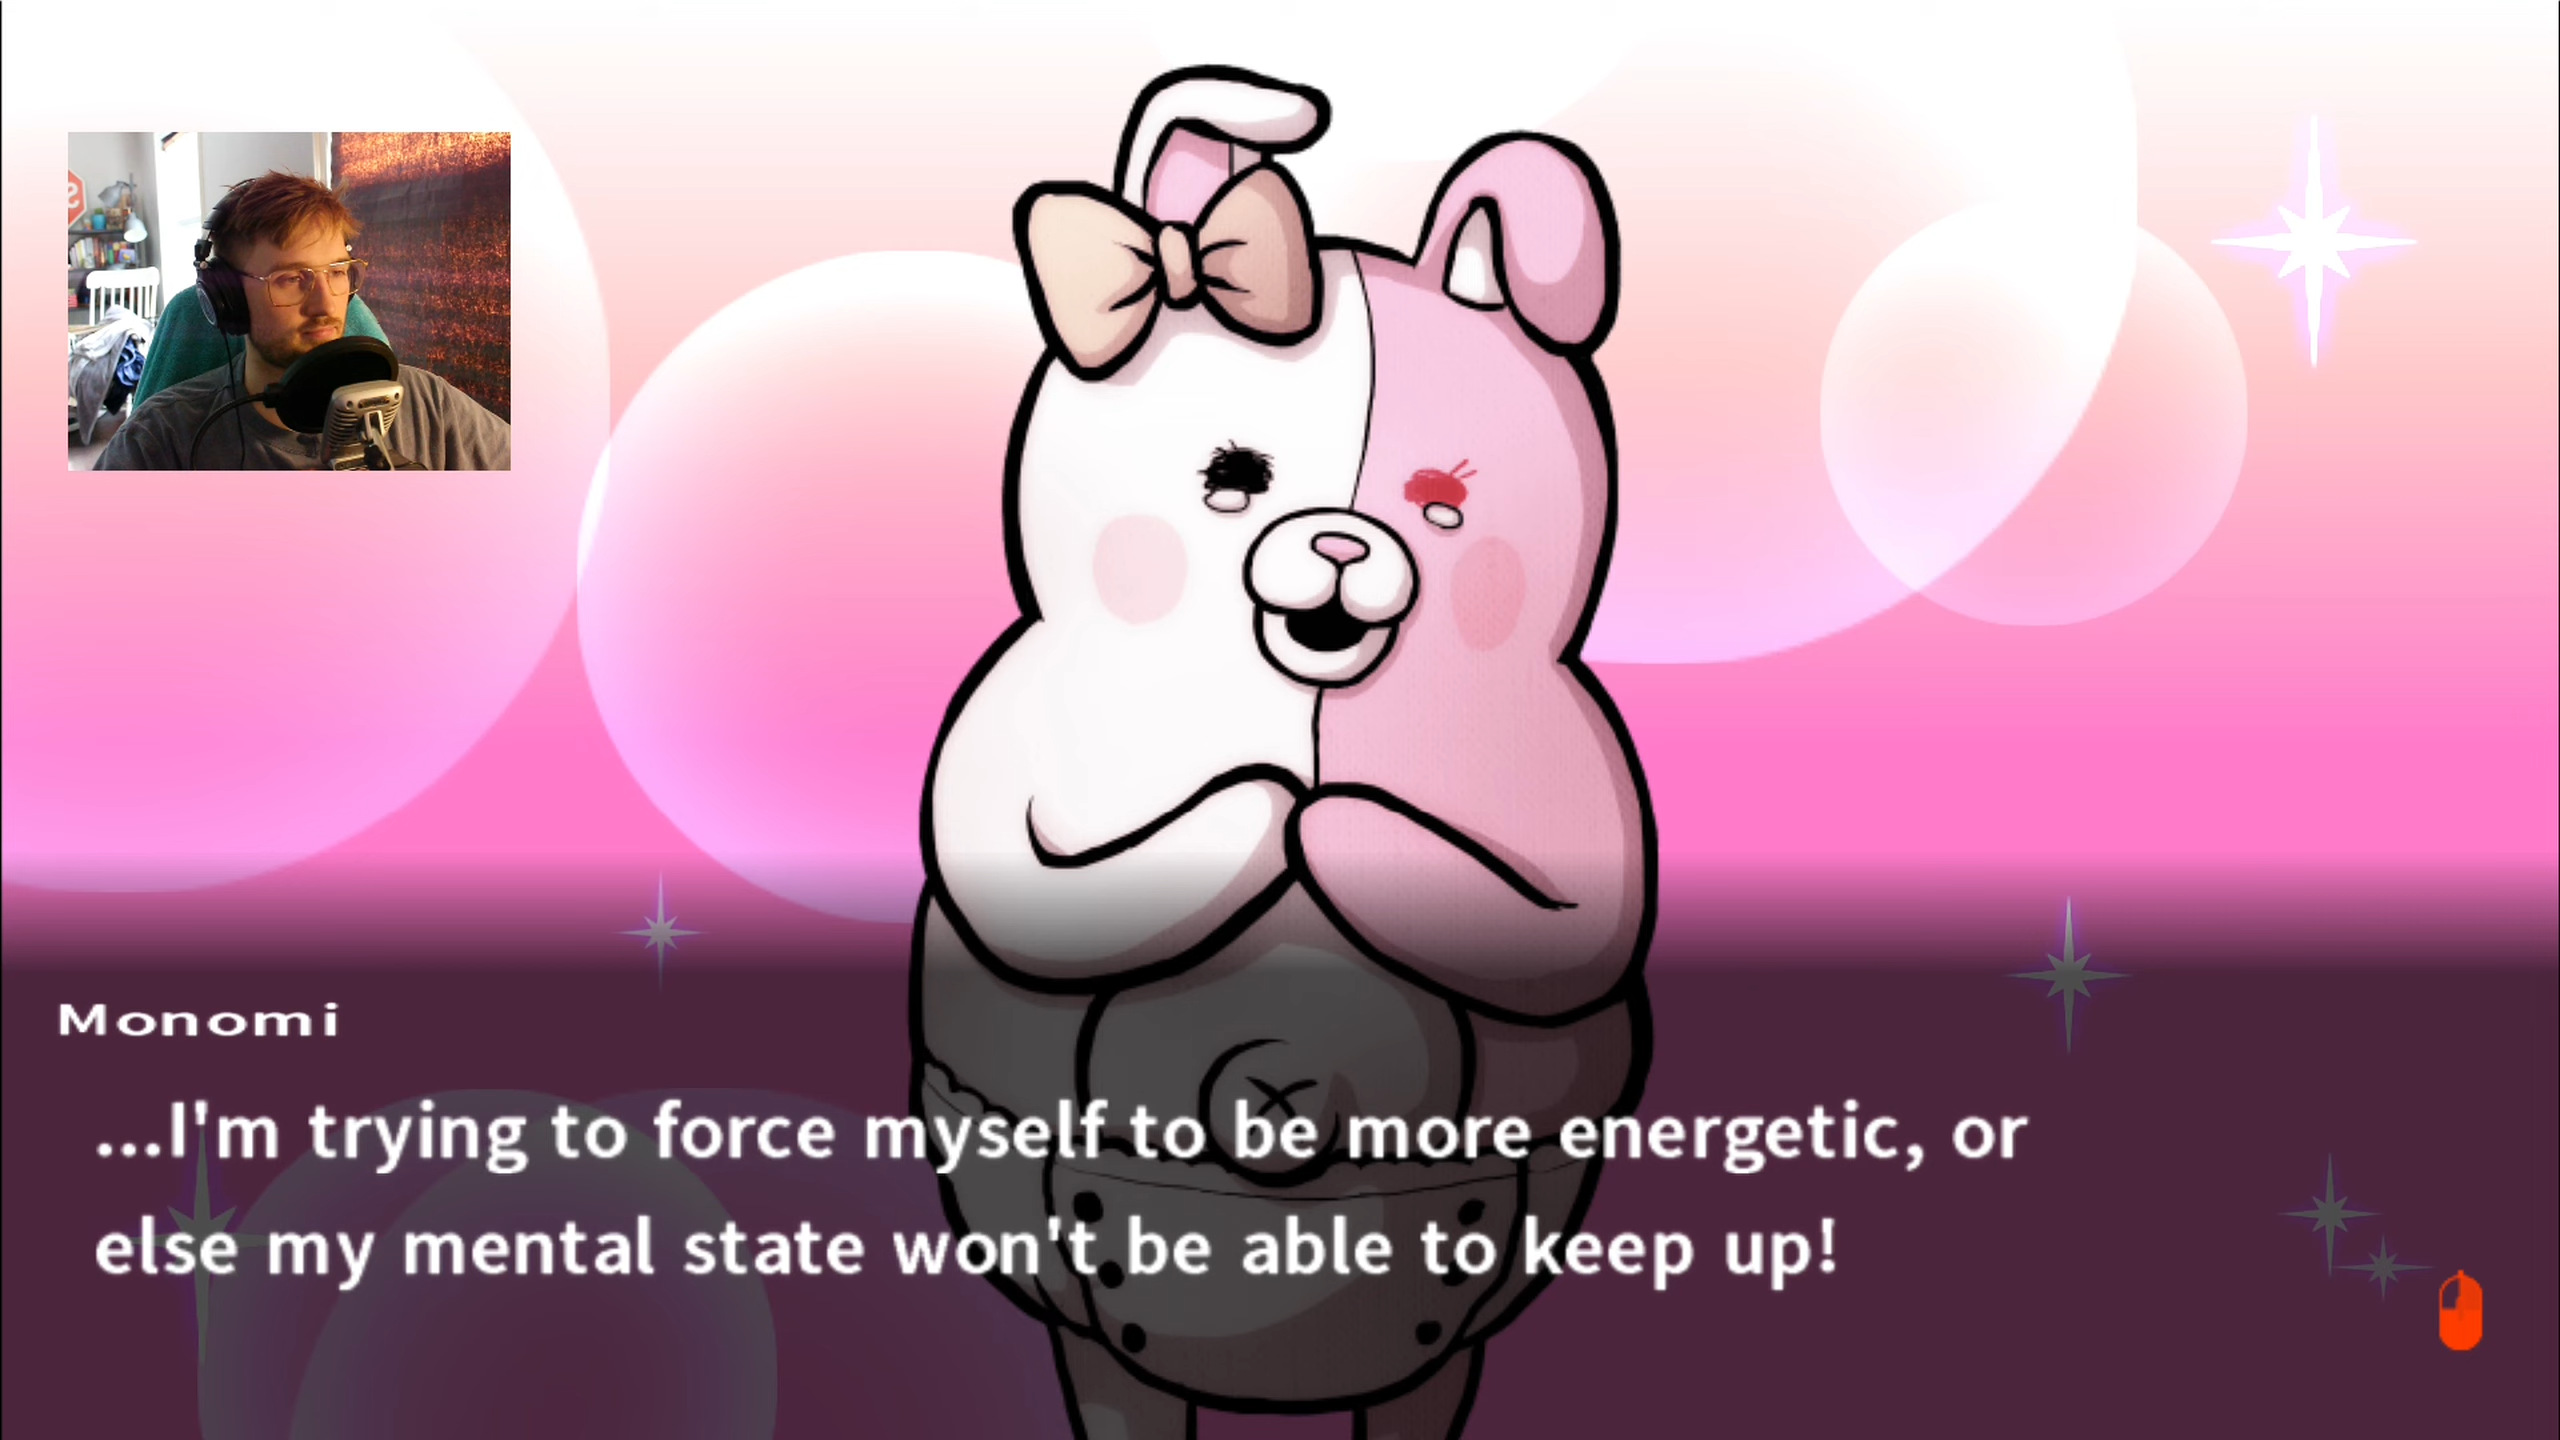 Monomi
...I'm trying to force myself to be more energetic, or
else my mental state won't be able to keep up!